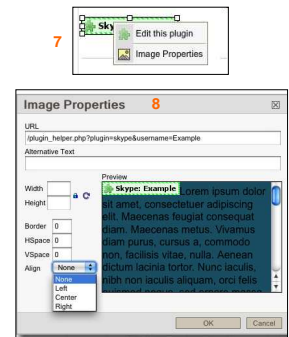 7
Sky
Edit this plugin
Image Properties
Image Properties
8
URL
/plugin_helper.php?plugin=skype&username=Example
Alternative Text
Preview
Width
Height
Border 0
HSpace 0
VSpace 0
Align None
None
Left
Center
Right
Skype: Example Lorem ipsum dolor
sit amet, consectetuer adipiscing
elit. Maecenas feugiat consequat
diam. Maecenas metus. Vivamus
diam purus, cursus a, commodo
non, facilisis vitae, nulla. Aenean
dictum lacinia tortor. Nunc iaculis,
nibh non iaculis aliquam, orci felis
OK
Cancel